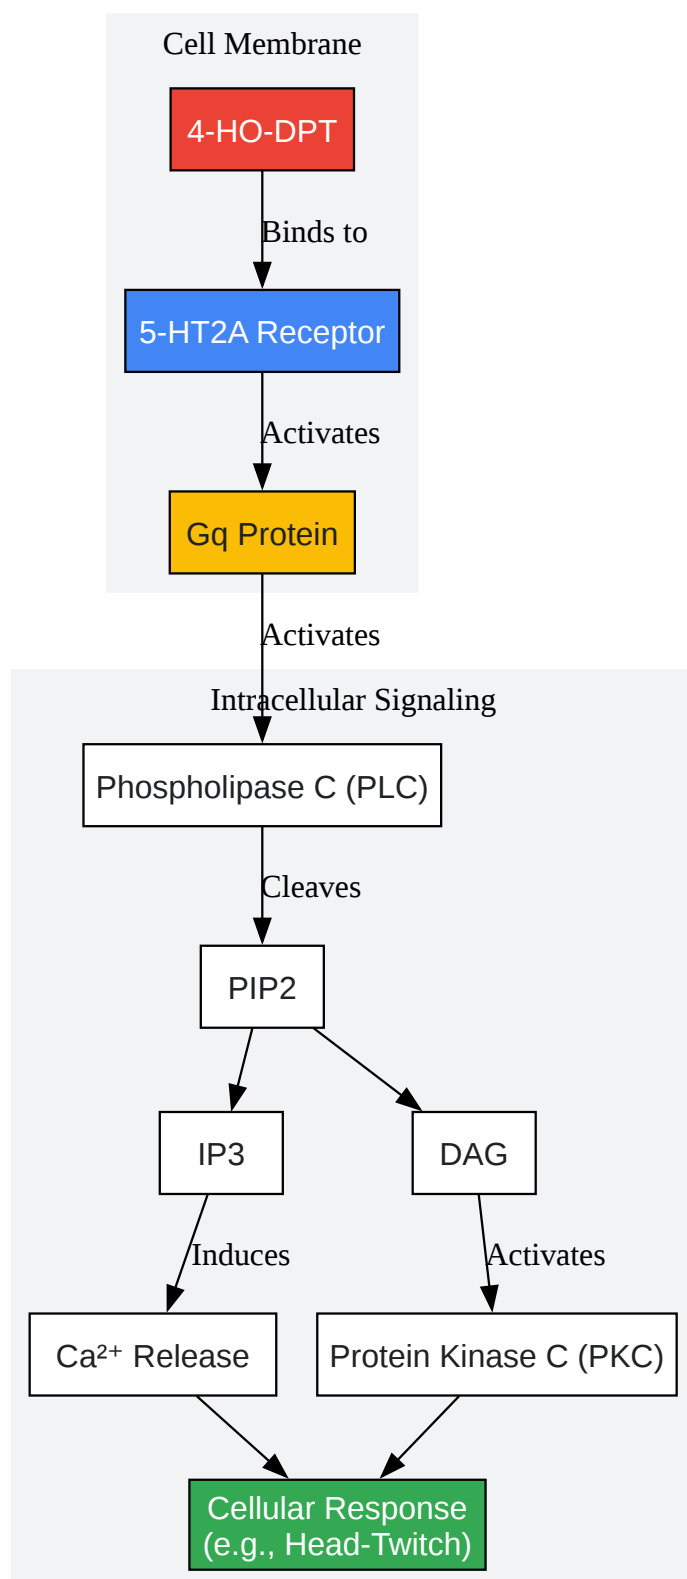 Cell Membrane
4-HO-DPT
Binds to
5-HT2A Receptor
Activates
Gq Protein
Activates
Intracellular Signaling
Phospholipase C (PLC)
Cleaves
PIP2
IP3
DAG
Induces
Activates
Ca²⁺ Release
Protein Kinase C (PKC)
Cellular Response
(e.g., Head-Twitch)